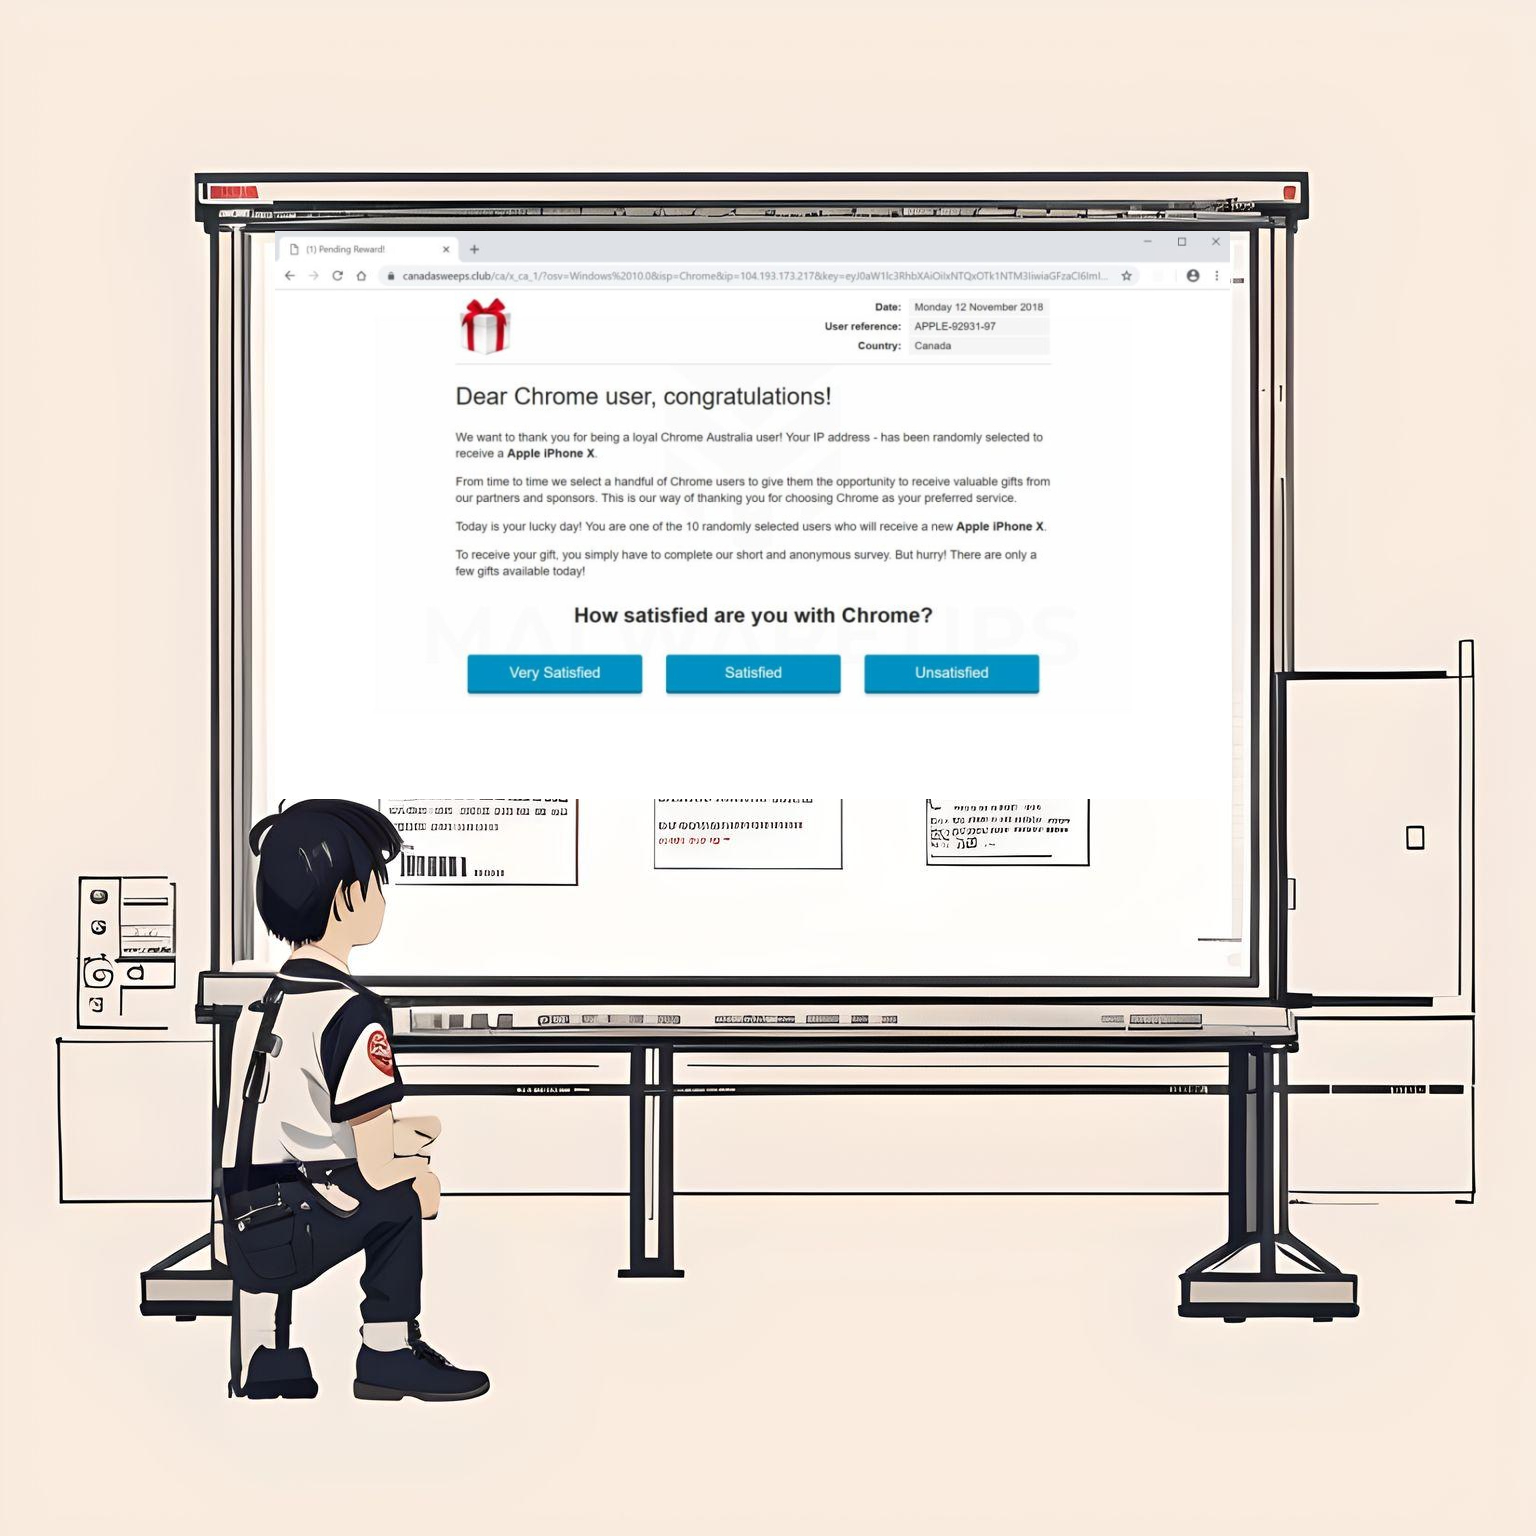 (1) Pending Reward!
canadasweeps.club/ca/x_ca_1/?osv=Windows%2010.0&isp=Chrome&ip=104.193.173.217&key=
Date: Monday 12 November 2018
User reference: APPLE-92931-97
Country: Canada
Dear Chrome user, congratulations!
We want to thank you for being a loyal Chrome Australia user! Your IP address - has been randomly selected to
receive a Apple iPhone X.
From time to time we select a handful of Chrome users to give them the opportunity to receive valuable gifts from
our partners and sponsors. This is our way of thanking you for choosing Chrome as your preferred service.
Today is your lucky day! You are one of the 10 randomly selected users who will receive a new Apple iPhone X.
To receive your gift, you simply have to complete our short and anonymous survey. But hurry! There are only a
few gifts available today!
How satisfied are you with Chrome?
MALWARETIPS
Very Satisfied Satisfied Unsatisfied